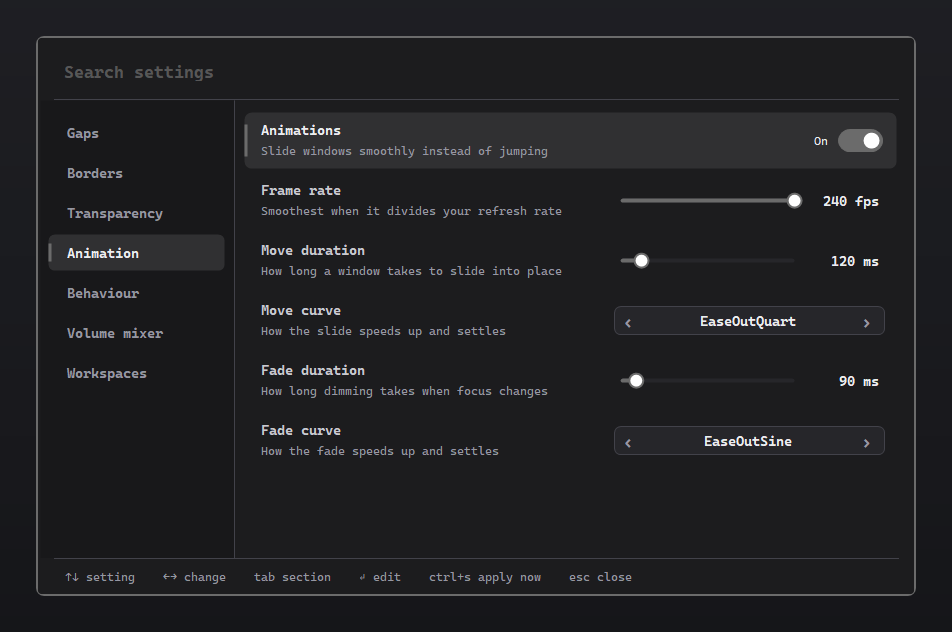 Search settings
Gaps
Borders
Transparency
Animation
Behaviour
Volume mixer
Workspaces
Animations
Slide windows smoothly instead of jumping
On
Frame rate
Smoothest when it divides your refresh rate
240 fps
Move duration
How long a window takes to slide into place
120 ms
Move curve
How the slide speeds up and settles
‹ EaseOutQuart ›
Fade duration
How long dimming takes when focus changes
90 ms
Fade curve
How the fade speeds up and settles
‹ EaseOutSine ›
↑↓ setting ↔ change tab section ↲ edit ctrl+s apply now esc close